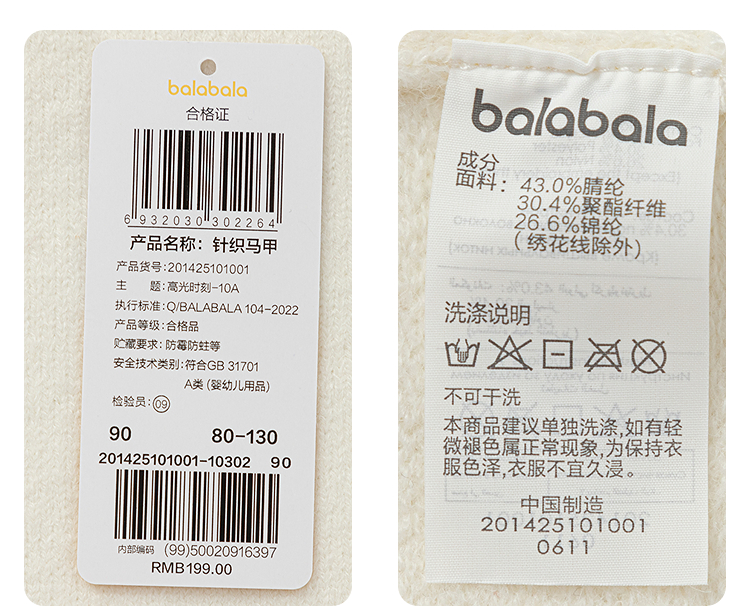 balabala
合格证
6 932030 302264
产品名称：针织马甲
产品货号：201425101001
主 题：高光时刻-10A
执行标准：Q/BALABALA 104-2022
产品等级：合格品
贮藏要求：防霉防蛀等
安全技术类别：符合GB 31701
A类（婴幼儿用品）
检验员：09
90 80-130
201425101001-10302 90
内部编码 (99)50020916397
RMB199.00
balabala
成分
面料：43.0%腈纶
30.4%聚酯纤维
26.6%锦纶
（绣花线除外）
洗涤说明
不可干洗
本商品建议单独洗涤,如有轻
微褪色属正常现象,为保持衣
服色泽,衣服不宜久浸。
中国制造
201425101001
0611